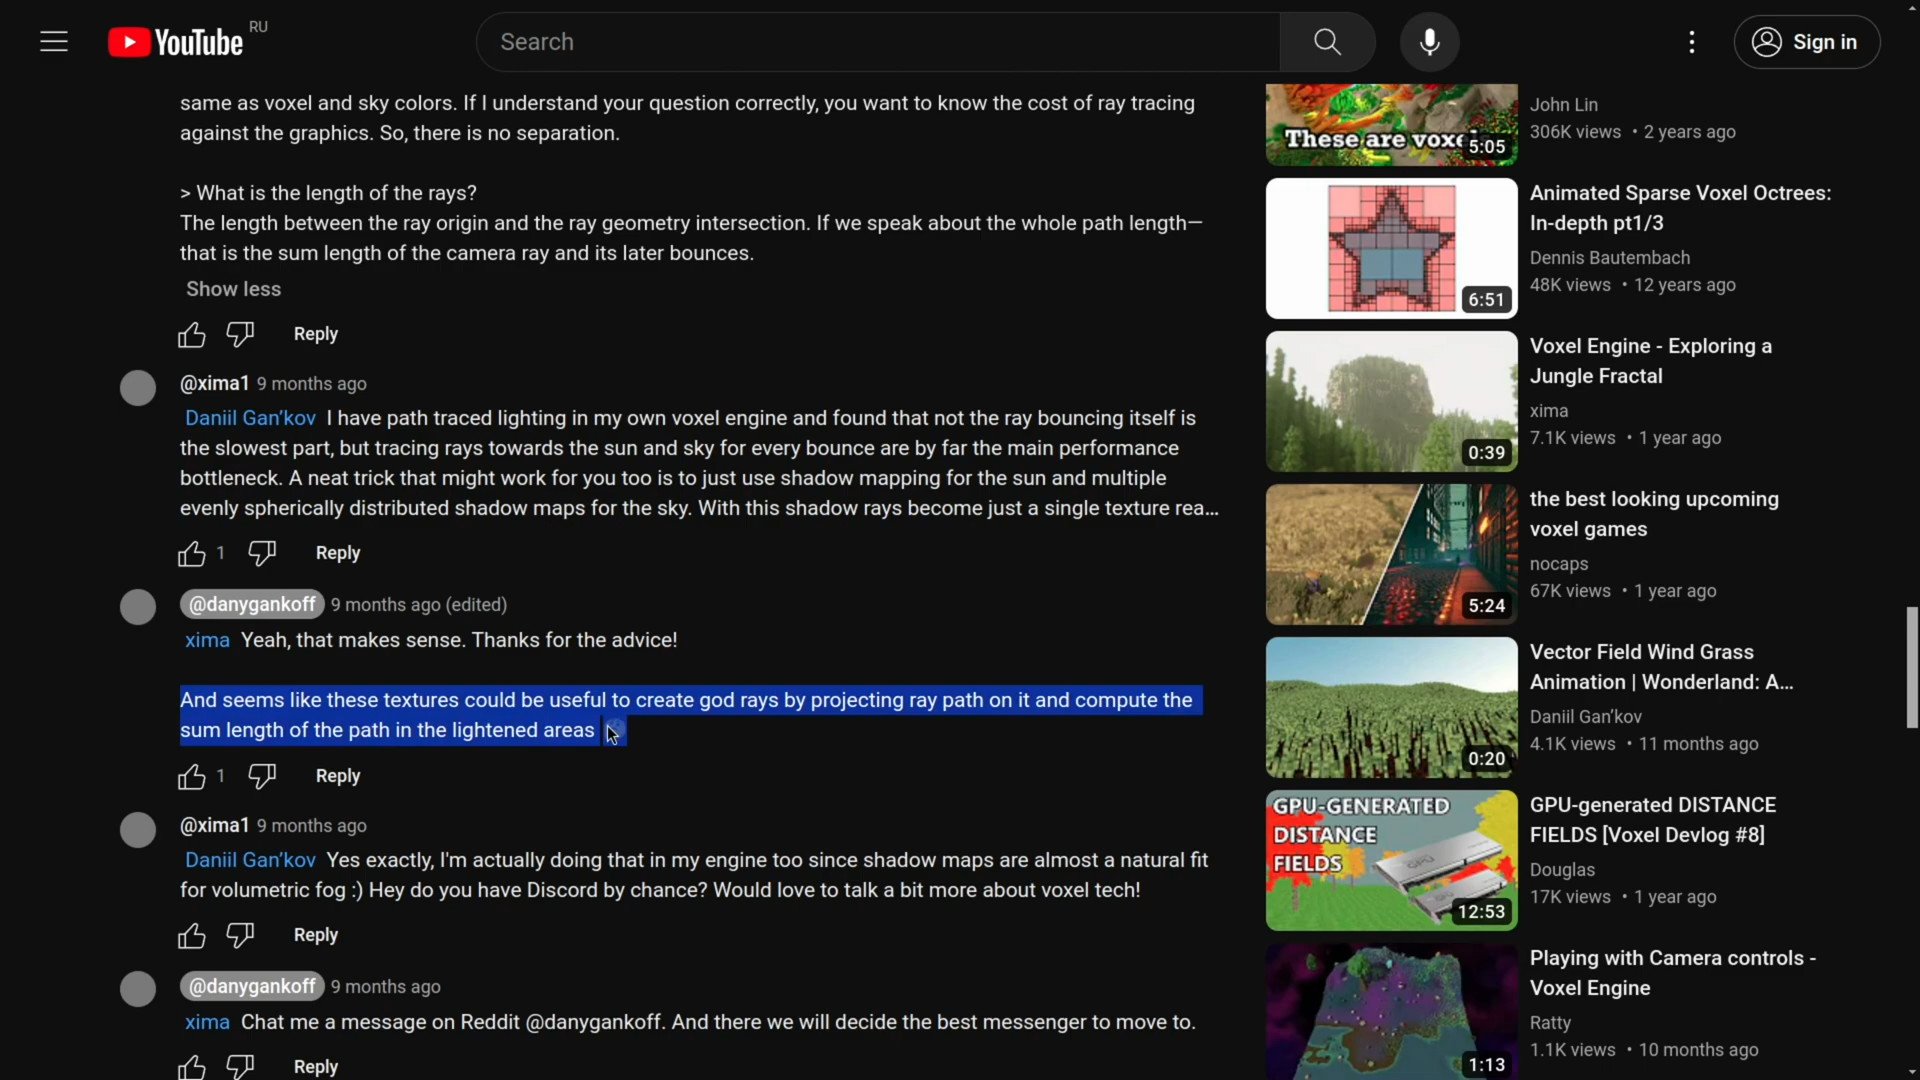 YouTube RU
Search
Sign in
same as voxel and sky colors. If I understand your question correctly, you want to know the cost of ray tracing
against the graphics. So, there is no separation.
> What is the length of the rays?
The length between the ray origin and the ray geometry intersection. If we speak about the whole path length—
that is the sum length of the camera ray and its later bounces.
Show less
Reply
@xima1 9 months ago
Daniil Gan’kov I have path traced lighting in my own voxel engine and found that not the ray bouncing itself is
the slowest part, but tracing rays towards the sun and sky for every bounce are by far the main performance
bottleneck. A neat trick that might work for you too is to just use shadow mapping for the sun and multiple
evenly spherically distributed shadow maps for the sky. With this shadow rays become just a single texture rea...
1 Reply
@danygankoff 9 months ago (edited)
xima Yeah, that makes sense. Thanks for the advice!
And seems like these textures could be useful to create god rays by projecting ray path on it and compute the
sum length of the path in the lightened areas
1 Reply
@xima1 9 months ago
Daniil Gan’kov Yes exactly, I'm actually doing that in my engine too since shadow maps are almost a natural fit
for volumetric fog :) Hey do you have Discord by chance? Would love to talk a bit more about voxel tech!
Reply
@danygankoff 9 months ago
xima Chat me a message on Reddit @danygankoff. And there we will decide the best messenger to move to.
Reply
These are voxe
5:05
John Lin
306K views • 2 years ago
6:51
Animated Sparse Voxel Octrees:
In-depth pt1/3
Dennis Bautembach
48K views • 12 years ago
0:39
Voxel Engine - Exploring a
Jungle Fractal
xima
7.1K views • 1 year ago
5:24
the best looking upcoming
voxel games
nocaps
67K views • 1 year ago
0:20
Vector Field Wind Grass
Animation | Wonderland: A...
Daniil Gan’kov
4.1K views • 11 months ago
GPU-GENERATED
DISTANCE
FIELDS
GPU
12:53
GPU-generated DISTANCE
FIELDS [Voxel Devlog #8]
Douglas
17K views • 1 year ago
1:13
Playing with Camera controls -
Voxel Engine
Ratty
1.1K views • 10 months ago